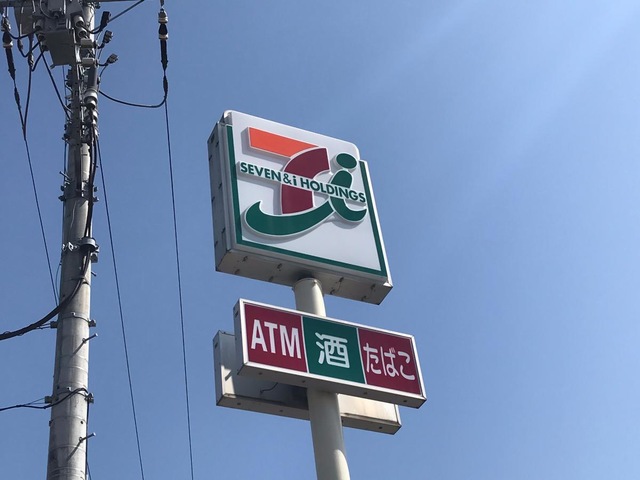 SEVEN&i HOLDINGS
ATM 酒 たばこ